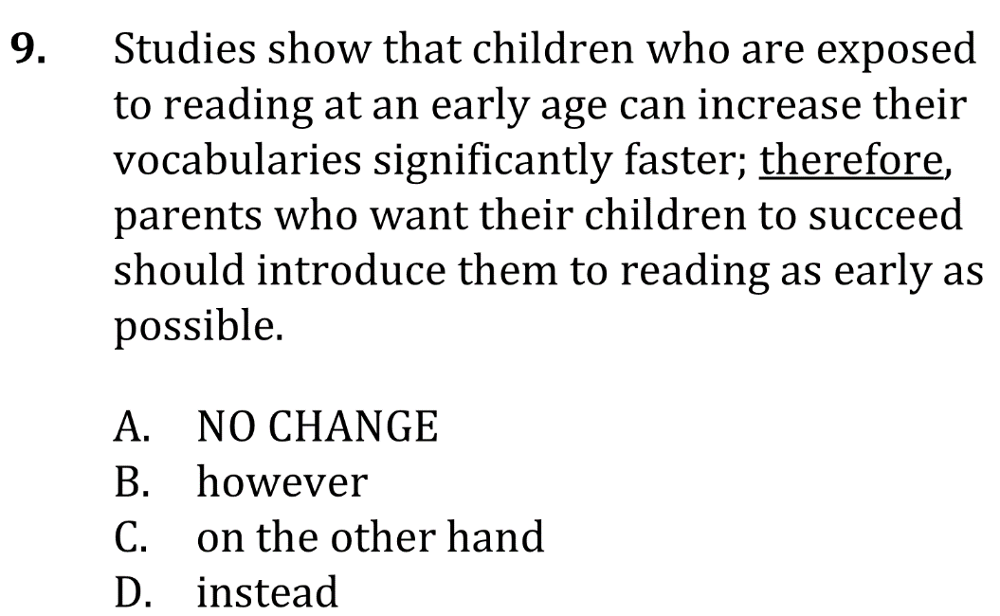 9. Studies show that children who are exposed
to reading at an early age can increase their
vocabularies significantly faster; therefore,
parents who want their children to succeed
should introduce them to reading as early as
possible.
A. NO CHANGE
B. however
C. on the other hand
D. instead